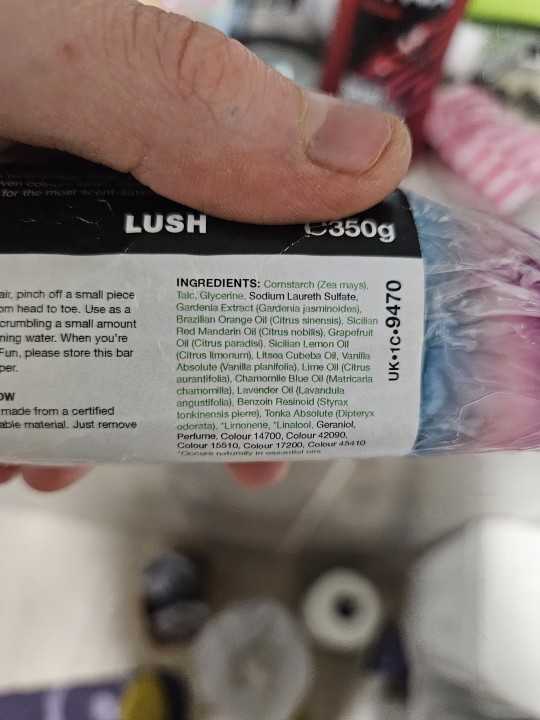 for the most scent-sati
LUSH
℮350g
air, pinch off a small piece
om head to toe. Use as a
crumbling a small amount
ning water. When you're
Fun, please store this bar
per.
OW
made from a certified
able material. Just remove
INGREDIENTS: Cornstarch (Zea mays),
Talc, Glycerine, Sodium Laureth Sulfate,
Gardenia Extract (Gardenia jasminoides),
Brazilian Orange Oil (Citrus sinensis), Sicilian
Red Mandarin Oil (Citrus nobilis), Grapefruit
Oil (Citrus paradisi), Sicilian Lemon Oil
(Citrus limonum), Litsea Cubeba Oil, Vanilla
Absolute (Vanilla planifolia), Lime Oil (Citrus
aurantifolia), Chamomile Blue Oil (Matricaria
chamomilla), Lavender Oil (Lavandula
angustifolia), Benzoin Resinoid (Styrax
tonkinensis pierre), Tonka Absolute (Dipteryx
odorata), *Limonene, *Linalool, Geraniol,
Perfume, Colour 14700, Colour 42090,
Colour 15510, Colour 17200, Colour 45410
*Occurs naturally in essential oils
UK•1C•9470